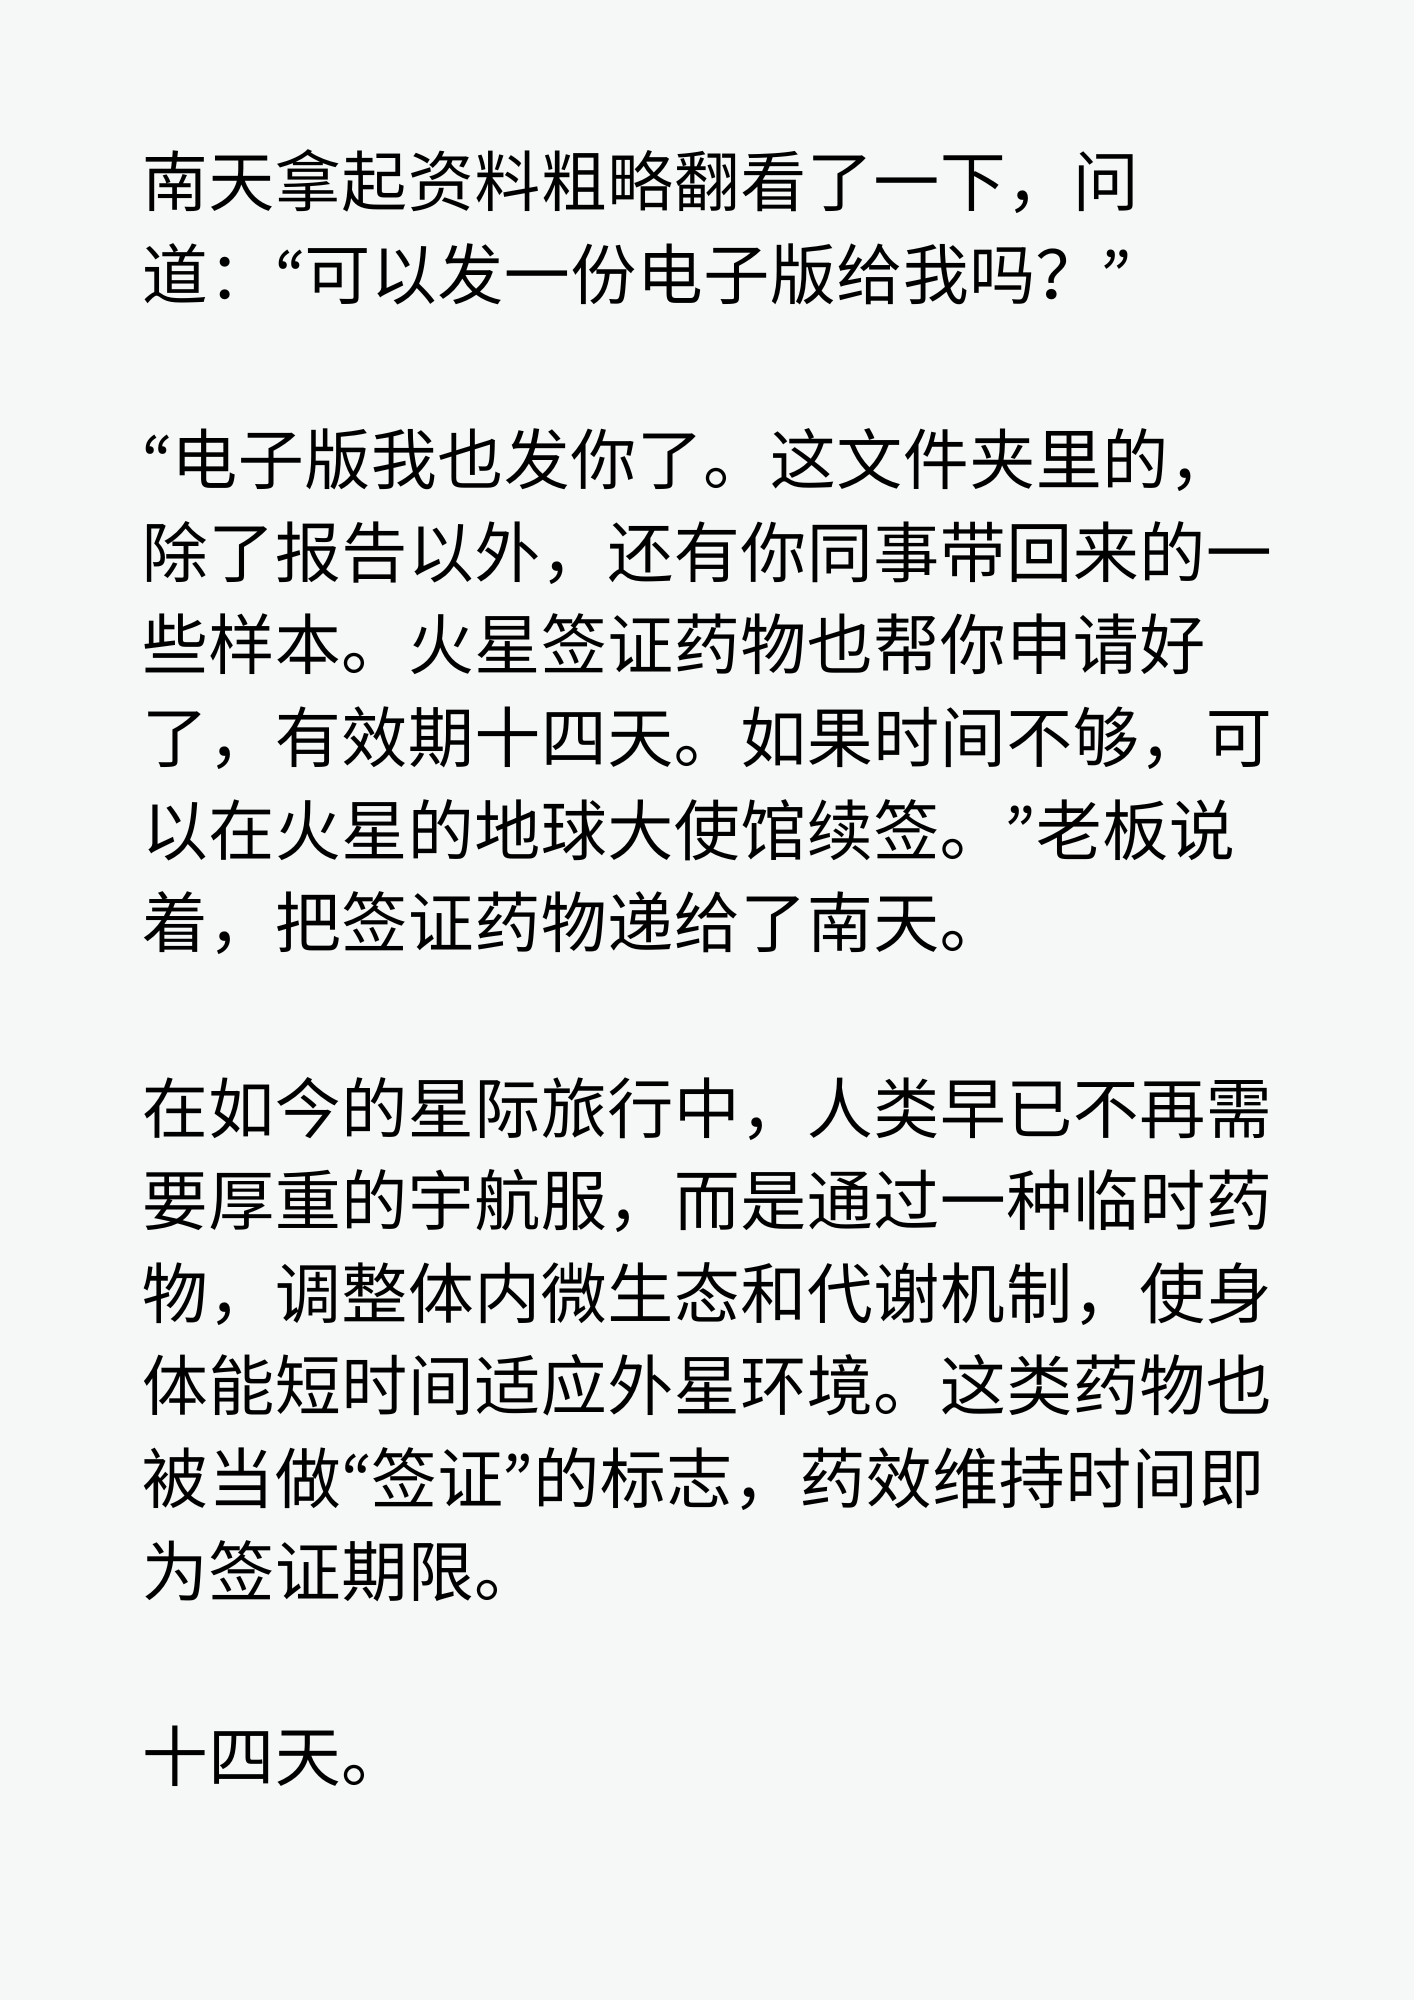 南天拿起资料粗略翻看了一下，问
道：“可以发一份电子版给我吗？”
“电子版我也发你了。这文件夹里的，
除了报告以外，还有你同事带回来的一
些样本。火星签证药物也帮你申请好
了，有效期十四天。如果时间不够，可
以在火星的地球大使馆续签。”老板说
着，把签证药物递给了南天。
在如今的星际旅行中，人类早已不再需
要厚重的宇航服，而是通过一种临时药
物，调整体内微生态和代谢机制，使身
体能短时间适应外星环境。这类药物也
被当做“签证”的标志，药效维持时间即
为签证期限。
十四天。